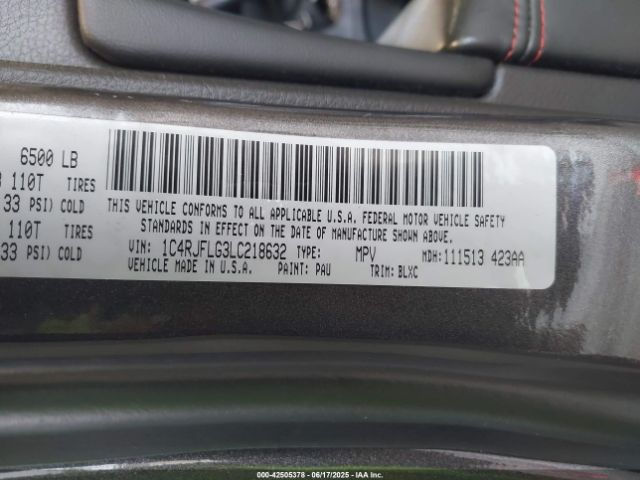 6500 LB
110T TIRES
33 PSI) COLD
110T TIRES
33 PSI) COLD
THIS VEHICLE CONFORMS TO ALL APPLICABLE U.S.A. FEDERAL MOTOR VEHICLE SAFETY
STANDARDS IN EFFECT ON THE DATE OF MANUFACTURE SHOWN ABOVE.
VIN: 1C4RJFLG3LC218632 TYPE: MPV MDH:111513 423AA
VEHICLE MADE IN U.S.A. PAINT: PAU TRIM: BLXC
000-42505378 - 06/17/2025 - IAAI.COM